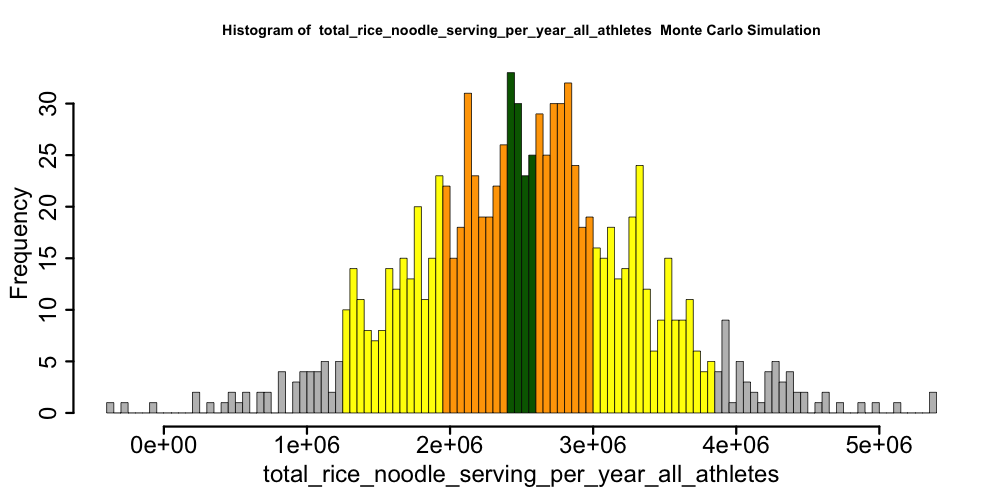 Histogram of  total_rice_noodle_serving_per_year_all_athletes  Monte Carlo Simulation
Frequency
30
25
20
15
10
5
0
0e+00 1e+06 2e+06 3e+06 4e+06 5e+06
total_rice_noodle_serving_per_year_all_athletes